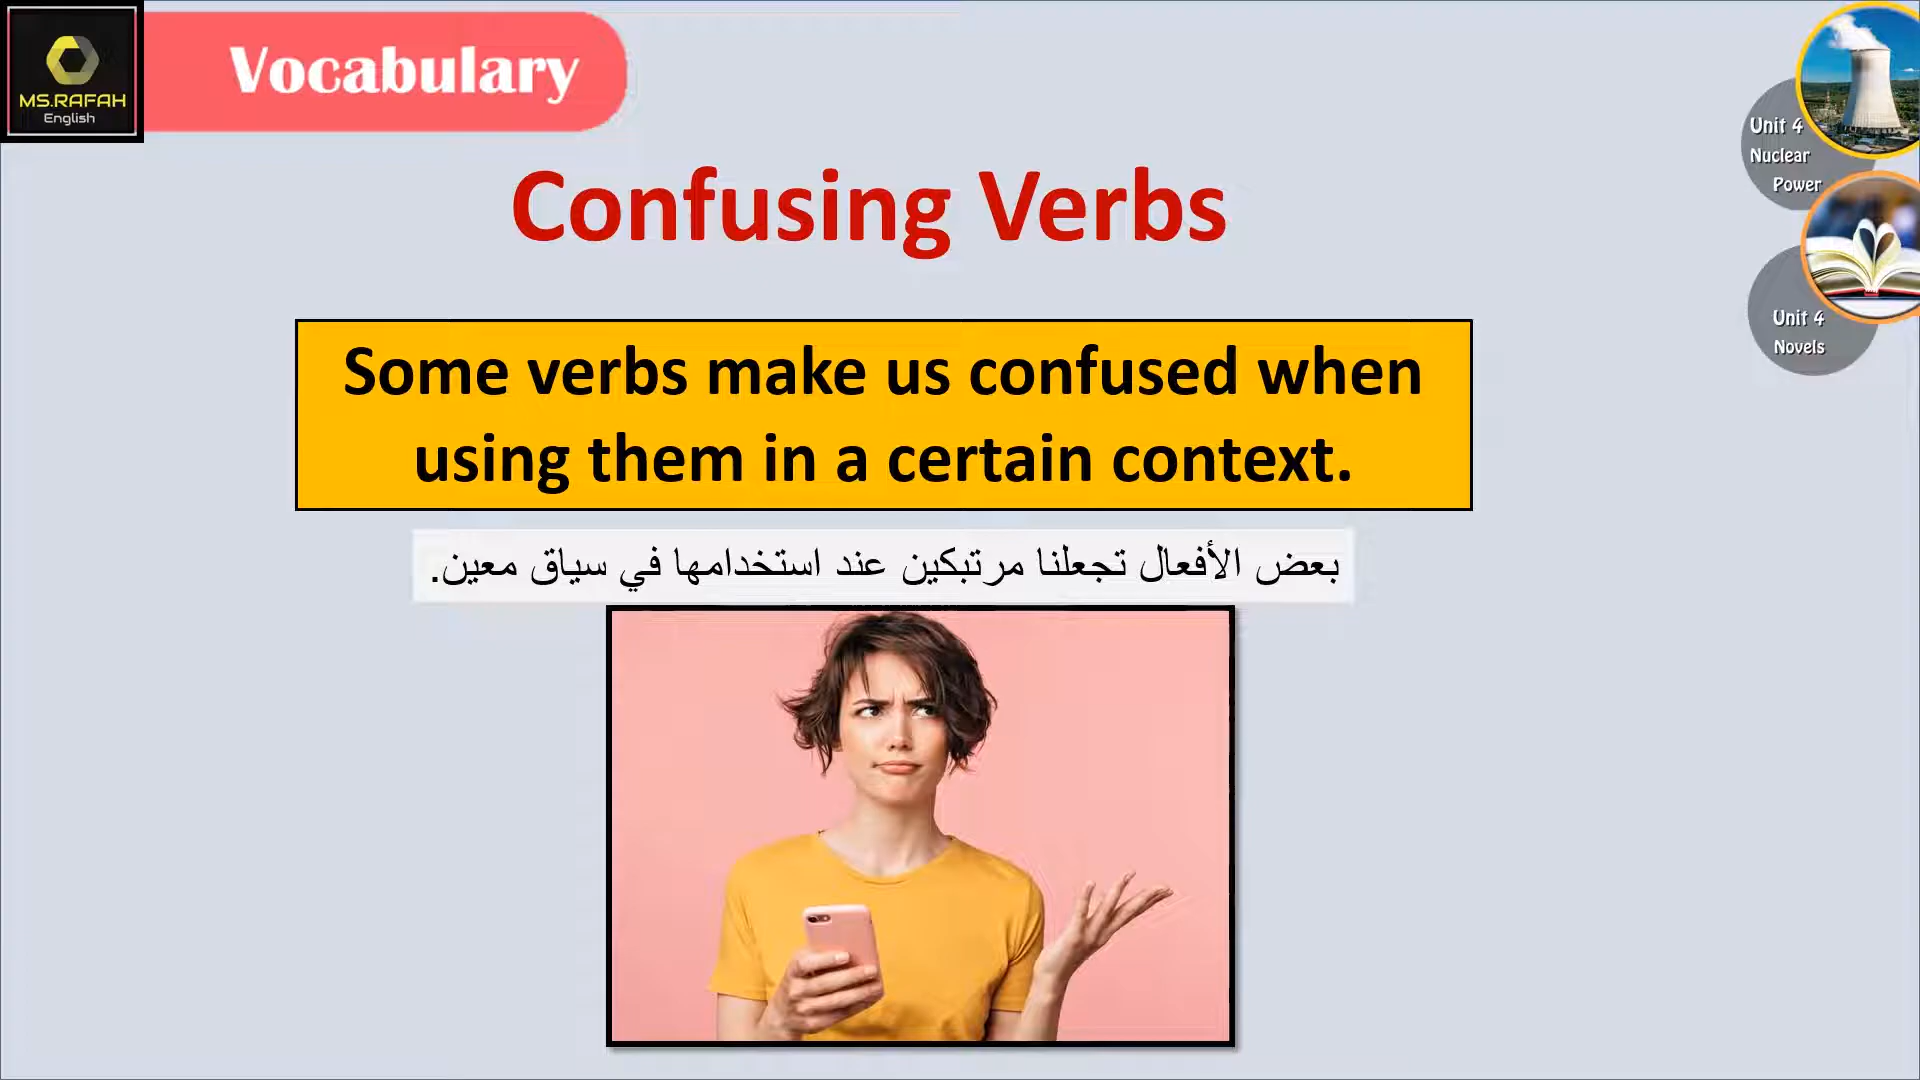 MS.RAFAH
English
Vocabulary
Unit 4
Nuclear
Power
Confusing Verbs
Unit 4
Novels
Some verbs make us confused when
using them in a certain context.
بعض الأفعال تجعلنا مرتبكين عند استخدامها في سياق معين.